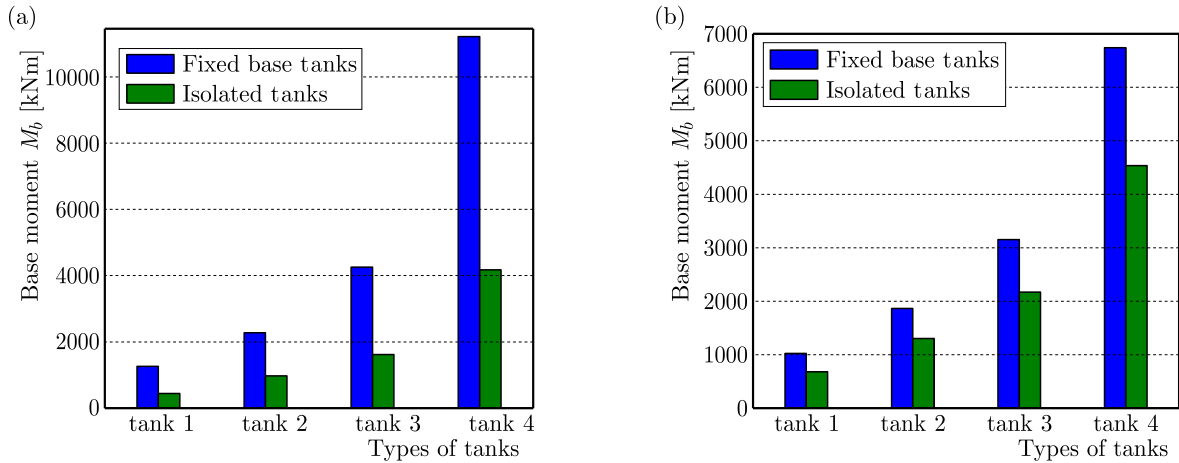 (a)
Base moment M_b [kNm]
10000
8000
6000
4000
2000
0
Fixed base tanks
Isolated tanks
tank 1 tank 2 tank 3 tank 4
Types of tanks
(b)
Base moment M_b [kNm]
7000
6000
5000
4000
3000
2000
1000
0
Fixed base tanks
Isolated tanks
tank 1 tank 2 tank 3 tank 4
Types of tanks